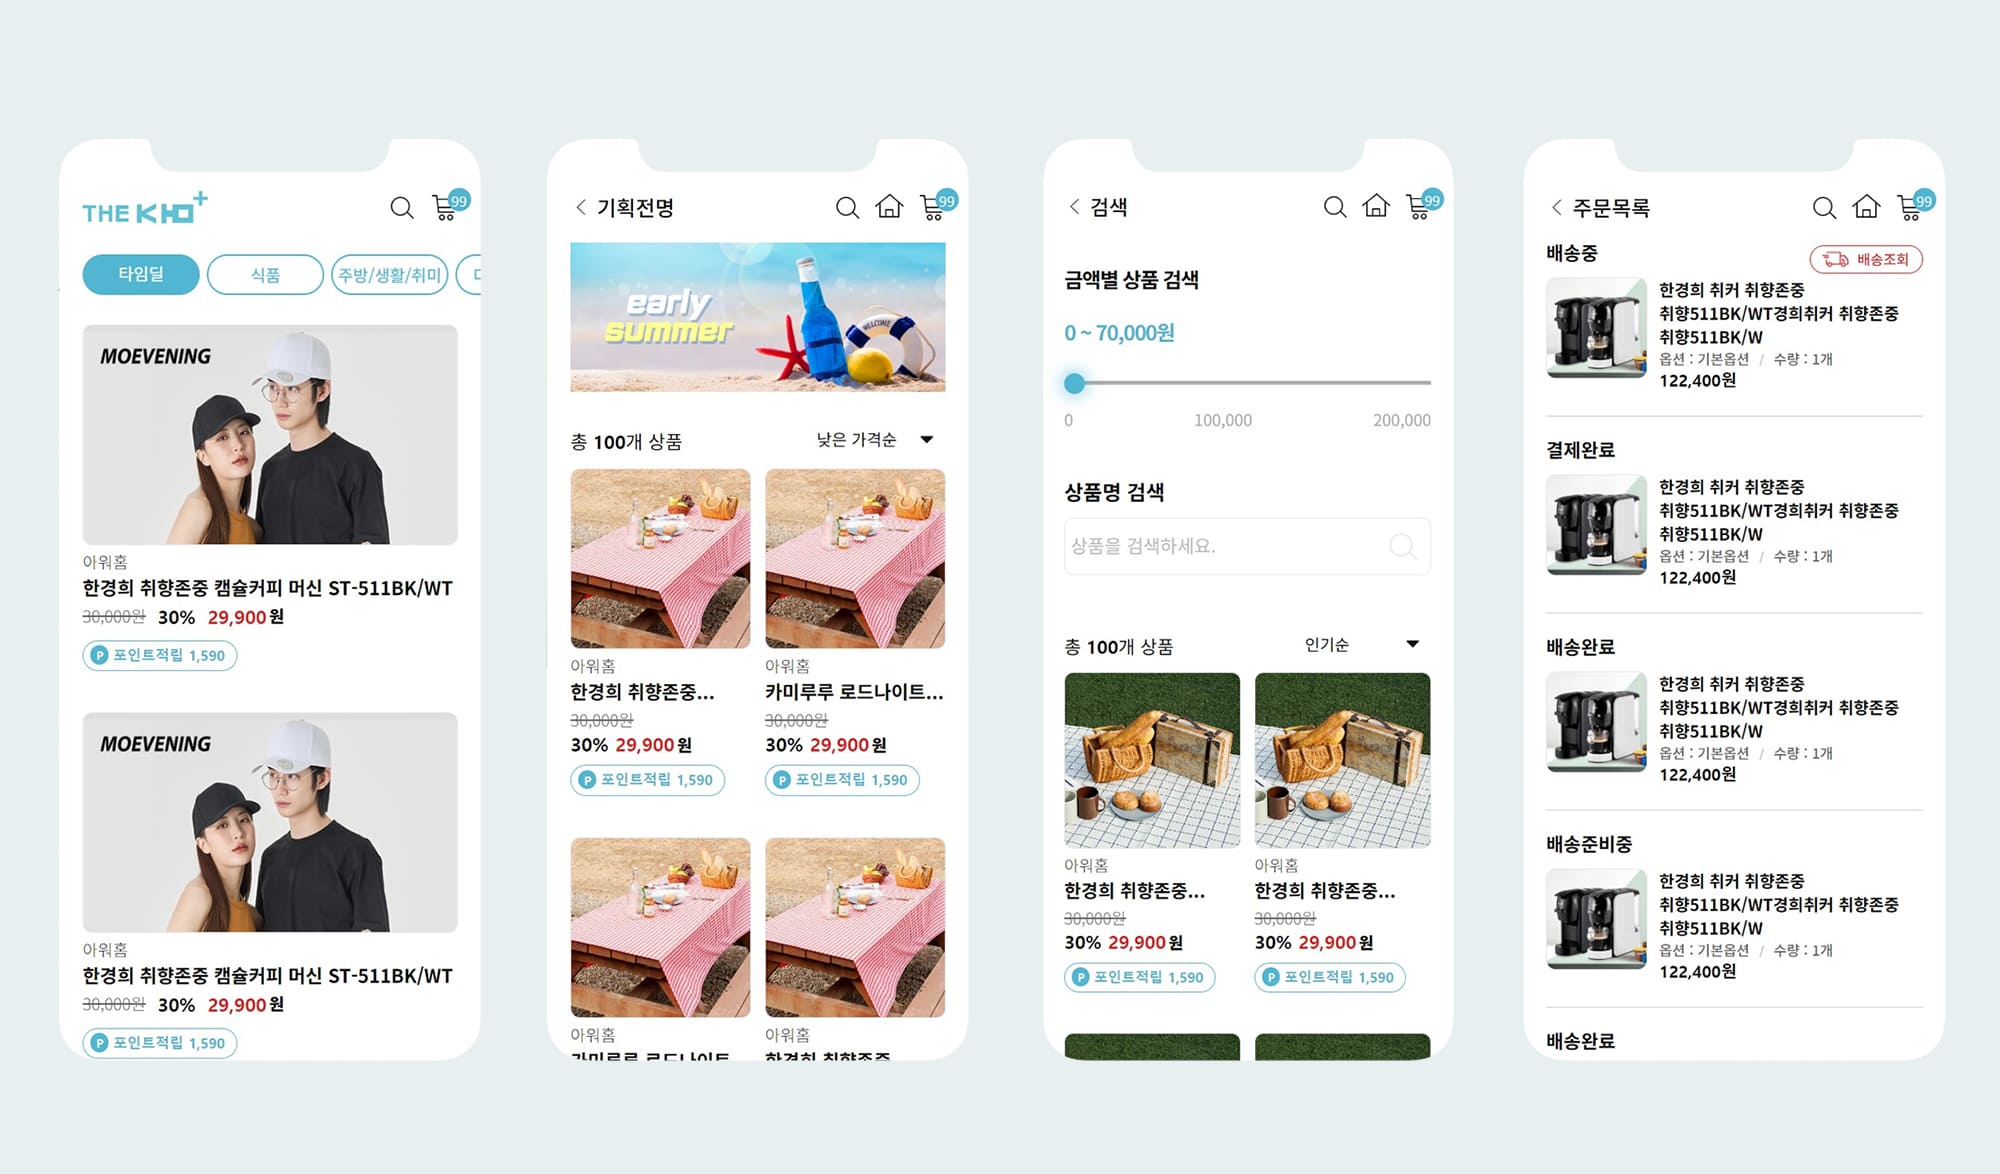 THE KHO+
99
타임딜
식품
주방/생활/취미
MOEVENING
아워홈
한경희 취향존중 캡슐커피 머신 ST-511BK/WT
30,000원 30% 29,900원
P 포인트적립 1,590
MOEVENING
아워홈
한경희 취향존중 캡슐커피 머신 ST-511BK/WT
30,000원 30% 29,900원
P 포인트적립 1,590
기획전명
99
early
summer
WELCOME
총 100개 상품
낮은 가격순
아워홈
한경희 취향존중...
30,000원
30% 29,900원
P 포인트적립 1,590
아워홈
카미루루 로드나이트...
30,000원
30% 29,900원
P 포인트적립 1,590
아워홈
카미루루 로드나이트
아워홈
한경희 취향존중
검색
99
금액별 상품 검색
0 ~ 70,000원
0 100,000 200,000
상품명 검색
상품을 검색하세요.
총 100개 상품
인기순
아워홈
한경희 취향존중...
30,000원
30% 29,900원
P 포인트적립 1,590
아워홈
한경희 취향존중...
30,000원
30% 29,900원
P 포인트적립 1,590
주문목록
99
배송중
배송조회
한경희 취커 취향존중
취향511BK/WT경희취커 취향존중
취향511BK/W
옵션 : 기본옵션 / 수량 : 1개
122,400원
결제완료
한경희 취커 취향존중
취향511BK/WT경희취커 취향존중
취향511BK/W
옵션 : 기본옵션 / 수량 : 1개
122,400원
배송완료
한경희 취커 취향존중
취향511BK/WT경희취커 취향존중
취향511BK/W
옵션 : 기본옵션 / 수량 : 1개
122,400원
배송준비중
한경희 취커 취향존중
취향511BK/WT경희취커 취향존중
취향511BK/W
옵션 : 기본옵션 / 수량 : 1개
122,400원
배송완료